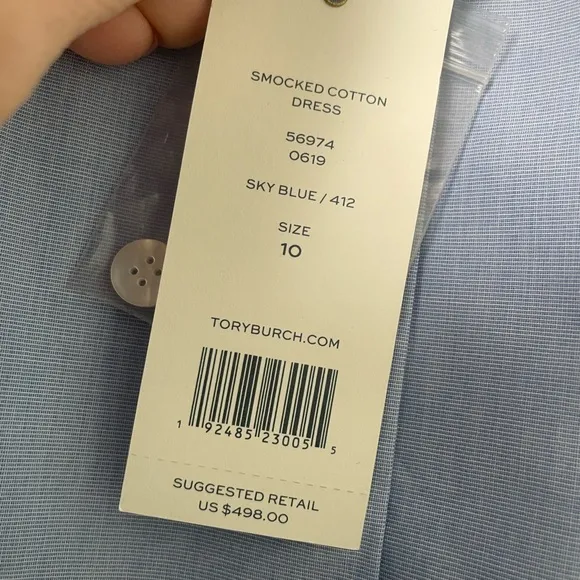 SMOCKED COTTON
DRESS
56974
0619
SKY BLUE / 412
SIZE
10
TORYBURCH.COM
1 92485 23005 5
SUGGESTED RETAIL
US $498.00